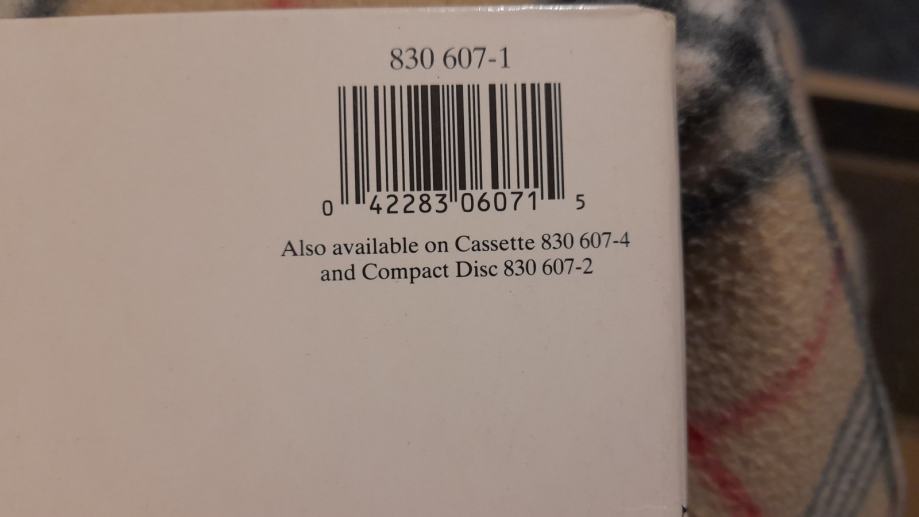 830 607-1
0 42283 06071 5
Also available on Cassette 830 607-4
and Compact Disc 830 607-2